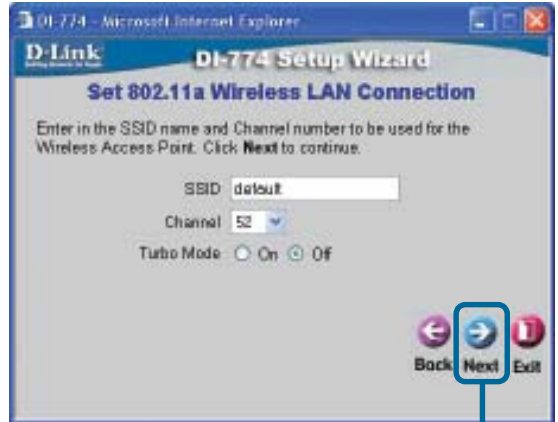 DI-774 - Microsoft Internet Explorer
D-Link
DI-774 Setup Wizard
Set 802.11a Wireless LAN Connection
Enter in the SSID name and Channel number to be used for the
Wireless Access Point. Click Next to continue.
SSID default
Channel 52
Turbo Mode On Off
Back Next Exit